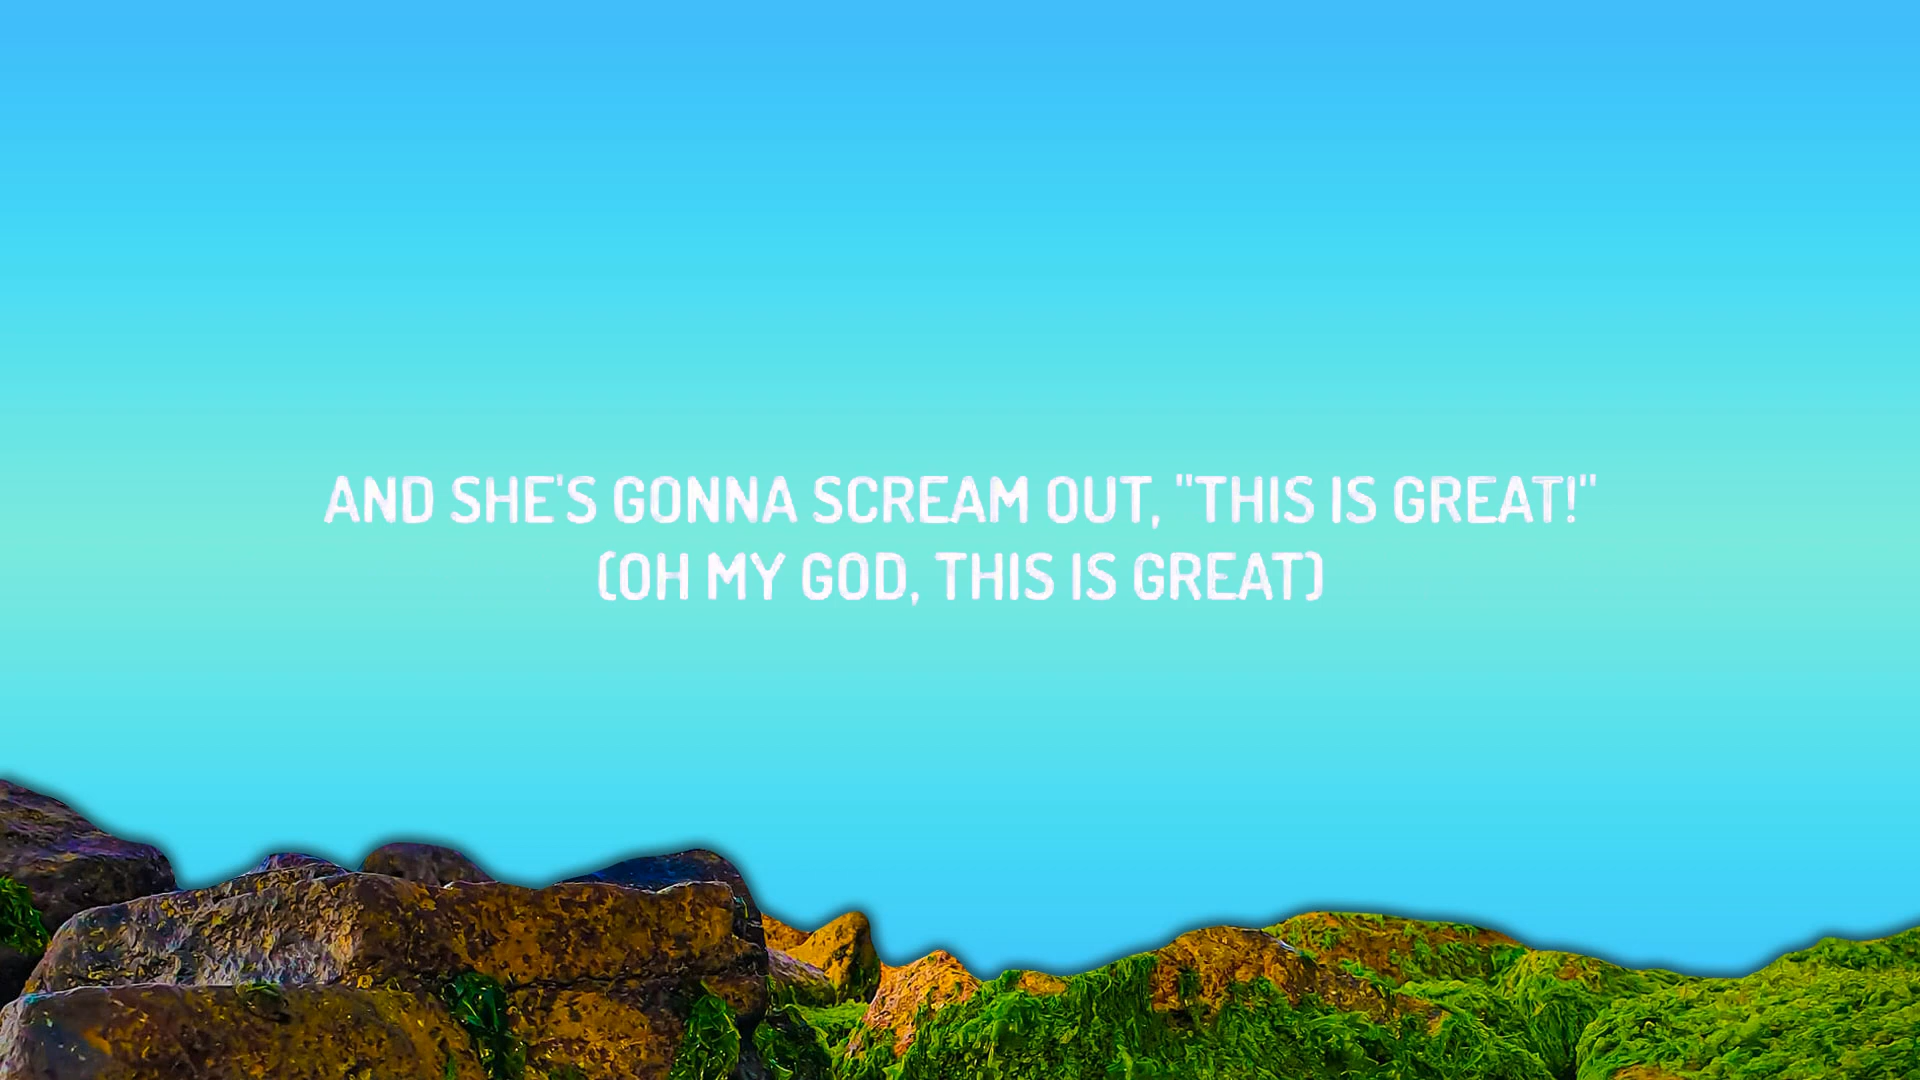 AND SHE'S GONNA SCREAM OUT, "THIS IS GREAT!"
(OH MY GOD, THIS IS GREAT)